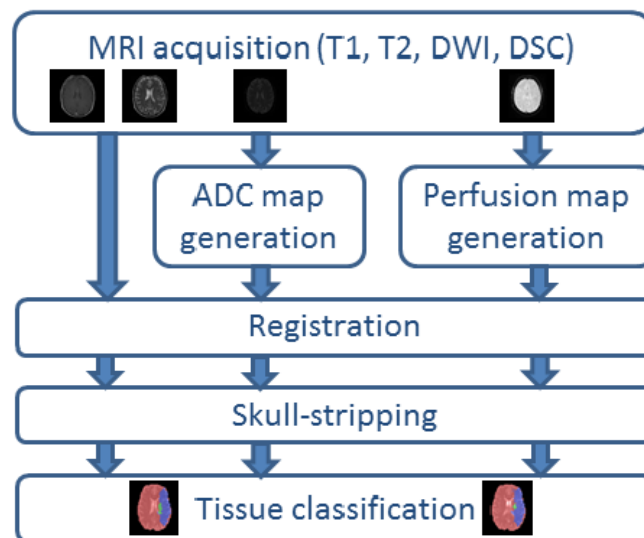 MRI acquisition (T1, T2, DWI, DSC)
ADC map
generation
Perfusion map
generation
Registration
Skull-stripping
Tissue classification